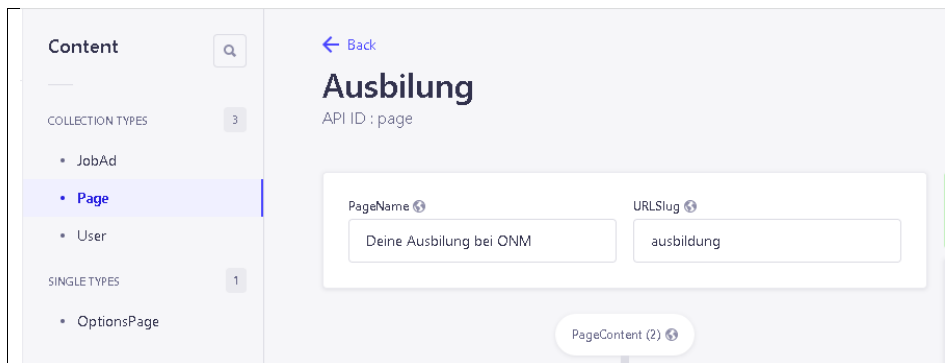 Content
COLLECTION TYPES 3
JobAd
Page
User
SINGLE TYPES 1
OptionsPage
Back
Ausbilung
API ID : page
PageName URLSlug
Deine Ausbilung bei ONM ausbildung
PageContent (2)